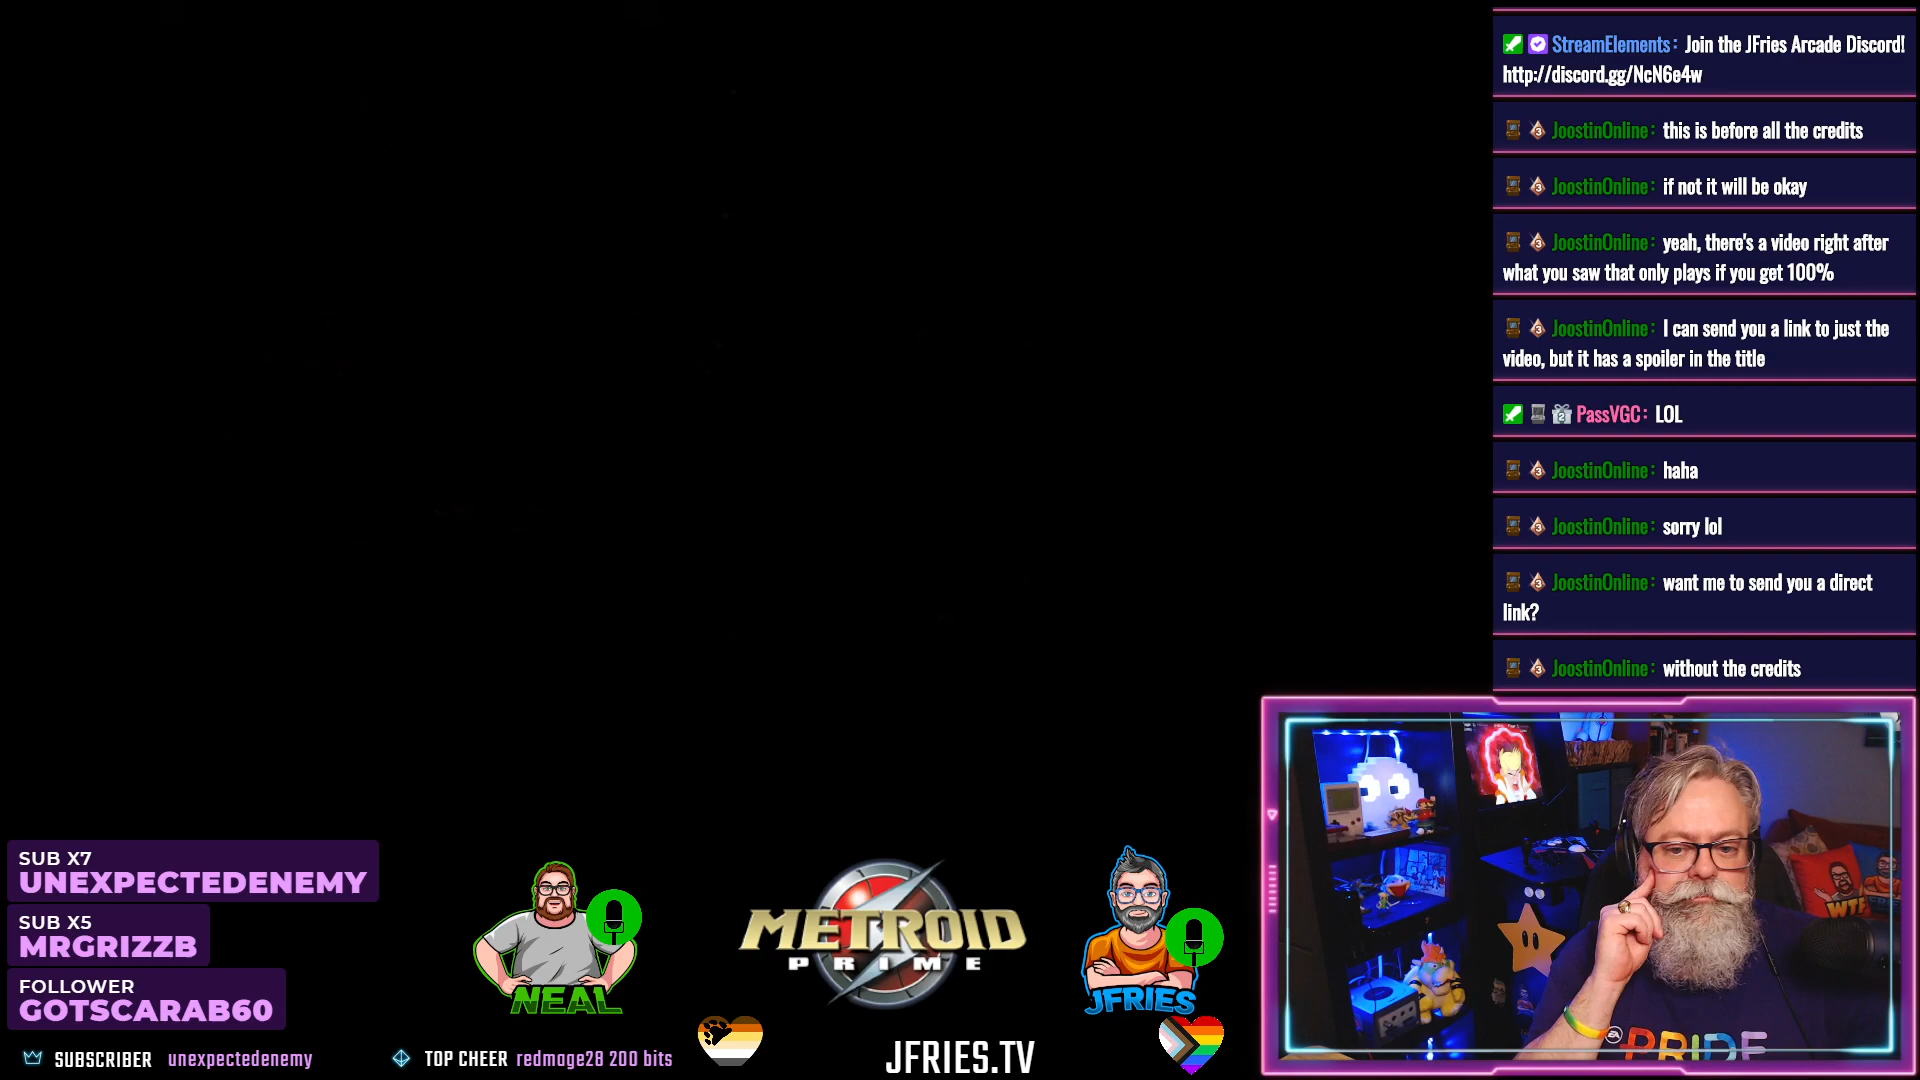 StreamElements: Join the JFries Arcade Discord!
http://discord.gg/NcN6e4w
JoostinOnline: this is before all the credits
JoostinOnline: if not it will be okay
JoostinOnline: yeah, there's a video right after
what you saw that only plays if you get 100%
JoostinOnline: I can send you a link to just the
video, but it has a spoiler in the title
PassVGC: LOL
JoostinOnline: haha
JoostinOnline: sorry lol
JoostinOnline: want me to send you a direct
link?
JoostinOnline: without the credits
SUB X7
UNEXPECTEDENEMY
SUB X5
MRGRIZZB
FOLLOWER
GOTSCARAB60
SUBSCRIBER unexpectedenemy
TOP CHEER redmage28 200 bits
NEAL
METROID
PRIME
JFRIES
JFRIES.TV
WTF
EA
PRIDE